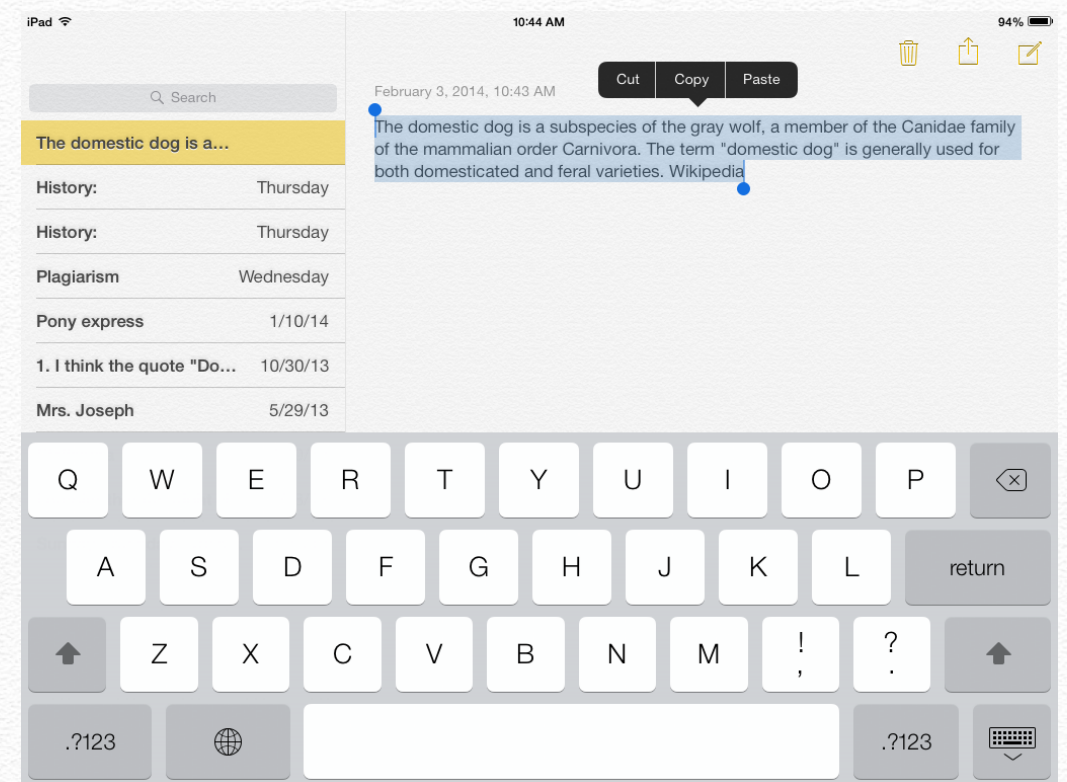 iPad 10:44 AM 94%
Cut Copy Paste
Search
February 3, 2014, 10:43 AM
The domestic dog is a...
History: Thursday
History: Thursday
Plagiarism Wednesday
Pony express 1/10/14
1. I think the quote "Do... 10/30/13
Mrs. Joseph 5/29/13
The domestic dog is a subspecies of the gray wolf, a member of the Canidae family
of the mammalian order Carnivora. The term "domestic dog" is generally used for
both domesticated and feral varieties. Wikipedia
Q W E R T Y U I O P
A S D F G H J K L return
Z X C V B N M ! , ? .
.?123 .?123